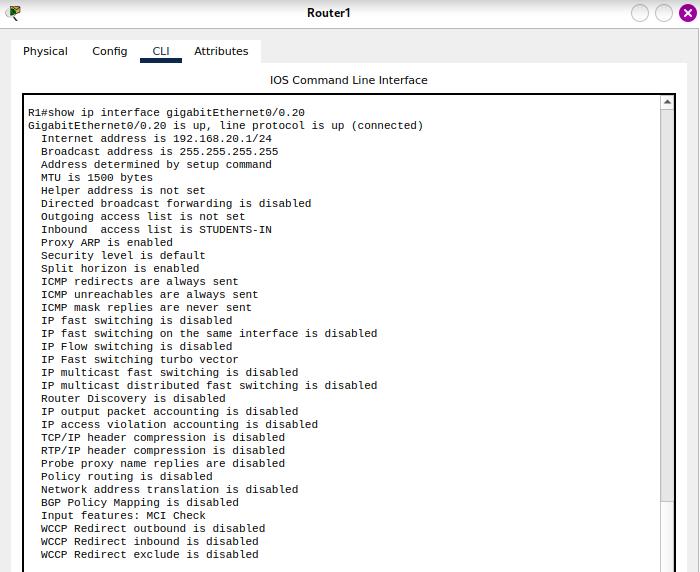 Router1
Physical Config CLI Attributes
IOS Command Line Interface
R1#show ip interface gigabitEthernet0/0.20
GigabitEthernet0/0.20 is up, line protocol is up (connected)
  Internet address is 192.168.20.1/24
  Broadcast address is 255.255.255.255
  Address determined by setup command
  MTU is 1500 bytes
  Helper address is not set
  Directed broadcast forwarding is disabled
  Outgoing access list is not set
  Inbound  access list is STUDENTS-IN
  Proxy ARP is enabled
  Security level is default
  Split horizon is enabled
  ICMP redirects are always sent
  ICMP unreachables are always sent
  ICMP mask replies are never sent
  IP fast switching is disabled
  IP fast switching on the same interface is disabled
  IP Flow switching is disabled
  IP Fast switching turbo vector
  IP multicast fast switching is disabled
  IP multicast distributed fast switching is disabled
  Router Discovery is disabled
  IP output packet accounting is disabled
  IP access violation accounting is disabled
  TCP/IP header compression is disabled
  RTP/IP header compression is disabled
  Probe proxy name replies are disabled
  Policy routing is disabled
  Network address translation is disabled
  BGP Policy Mapping is disabled
  Input features: MCI Check
  WCCP Redirect outbound is disabled
  WCCP Redirect inbound is disabled
  WCCP Redirect exclude is disabled